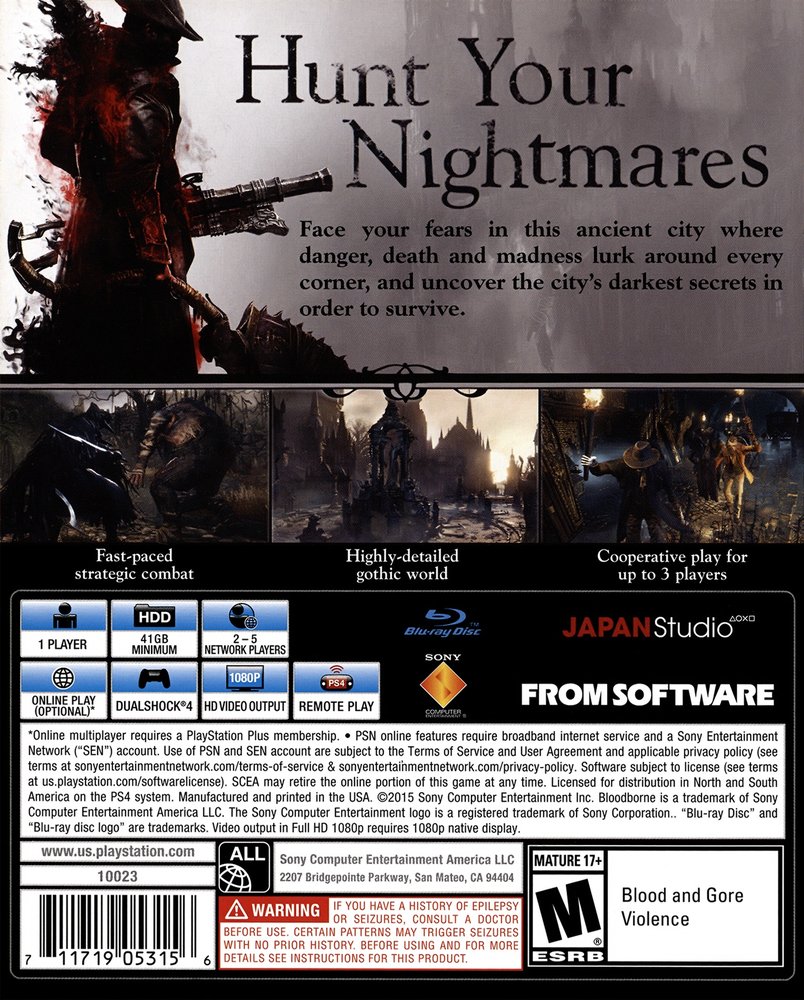 Hunt Your
Nightmares
Face your fears in this ancient city where
danger, death and madness lurk around every
corner, and uncover the city's darkest secrets in
order to survive.
Fast-paced
strategic combat
Highly-detailed
gothic world
Cooperative play for
up to 3 players
1 PLAYER
HDD
41GB
MINIMUM
2 – 5
NETWORK PLAYERS
Blu-ray Disc™
JAPAN Studio
ONLINE PLAY
(OPTIONAL)*
DUALSHOCK®4
1080P
HD VIDEO OUTPUT
PS4
REMOTE PLAY
SONY
COMPUTER
ENTERTAINMENT®
FROMSOFTWARE
*Online multiplayer requires a PlayStation Plus membership. • PSN online features require broadband internet service and a Sony Entertainment
Network ("SEN") account. Use of PSN and SEN account are subject to the Terms of Service and User Agreement and applicable privacy policy (see
terms at sonyentertainmentnetwork.com/terms-of-service & sonyentertainmentnetwork.com/privacy-policy. Software subject to license (see terms
at us.playstation.com/softwarelicense). SCEA may retire the online portion of this game at any time. Licensed for distribution in North and South
America on the PS4 system. Manufactured and printed in the USA. ©2015 Sony Computer Entertainment Inc. Bloodborne is a trademark of Sony
Computer Entertainment America LLC. The Sony Computer Entertainment logo is a registered trademark of Sony Corporation.. "Blu-ray Disc" and
"Blu-ray disc logo" are trademarks. Video output in Full HD 1080p requires 1080p native display.
www.us.playstation.com
10023
ALL
Sony Computer Entertainment America LLC
2207 Bridgepointe Parkway, San Mateo, CA 94404
WARNING IF YOU HAVE A HISTORY OF EPILEPSY
OR SEIZURES, CONSULT A DOCTOR
BEFORE USE. CERTAIN PATTERNS MAY TRIGGER SEIZURES
WITH NO PRIOR HISTORY. BEFORE USING AND FOR MORE
DETAILS SEE INSTRUCTIONS FOR THIS PRODUCT.
7 11719 05315 6
MATURE 17+
M®
ESRB
Blood and Gore
Violence